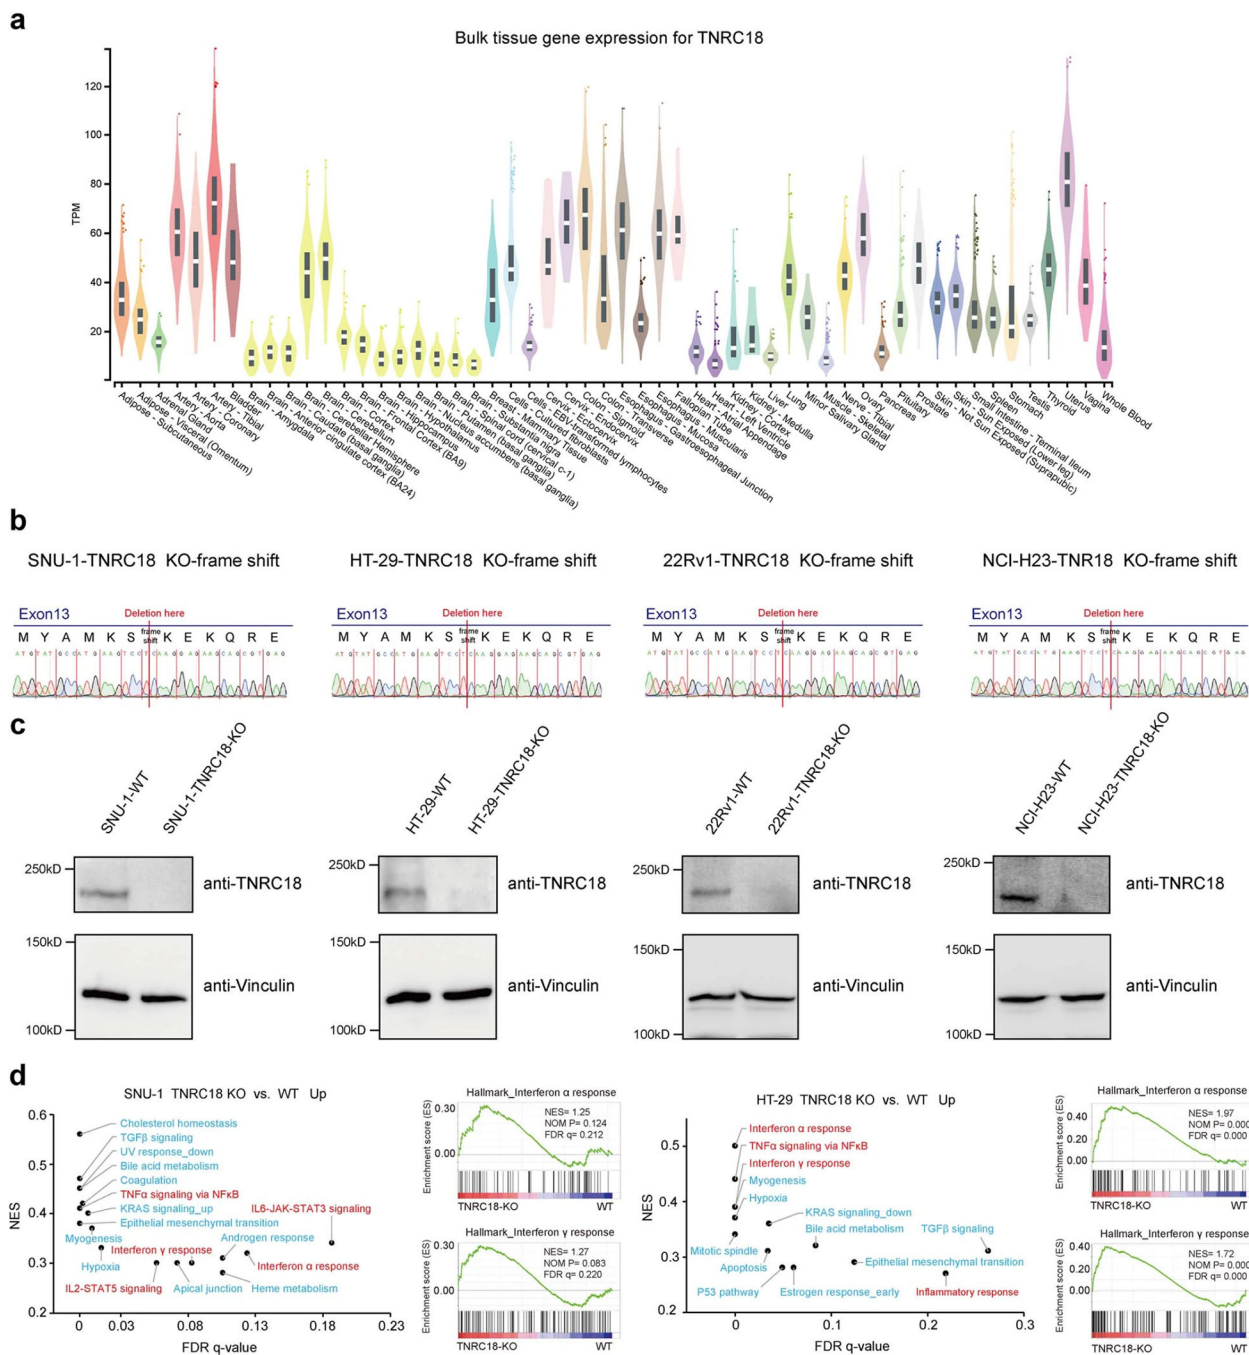 a
Bulk tissue gene expression for TNRC18
TPM
120
100
80
60
40
20
Adipose - Subcutaneous
Adipose - Visceral (Omentum)
Adrenal Gland
Artery - Aorta
Artery - Coronary
Artery - Tibial
Bladder
Brain - Amygdala
Brain - Anterior cingulate cortex (BA24)
Brain - Caudate (basal ganglia)
Brain - Cerebellar Hemisphere
Brain - Cerebellum
Brain - Cortex
Brain - Frontal Cortex (BA9)
Brain - Hippocampus
Brain - Hypothalamus
Brain - Nucleus accumbens (basal ganglia)
Brain - Putamen (basal ganglia)
Brain - Spinal cord (cervical c-1)
Brain - Substantia nigra
Breast - Mammary Tissue
Cells - Cultured fibroblasts
Cells - EBV-transformed lymphocytes
Cervix - Ectocervix
Cervix - Endocervix
Colon - Sigmoid
Colon - Transverse
Esophagus - Gastroesophageal Junction
Esophagus - Mucosa
Esophagus - Muscularis
Fallopian Tube
Heart - Atrial Appendage
Heart - Left Ventricle
Kidney - Cortex
Kidney - Medulla
Liver
Lung
Minor Salivary Gland
Muscle - Skeletal
Nerve - Tibial
Ovary
Pancreas
Pituitary
Prostate
Skin - Not Sun Exposed (Suprapubic)
Skin - Sun Exposed (Lower leg)
Small Intestine - Terminal Ileum
Spleen
Stomach
Testis
Thyroid
Uterus
Vagina
Whole Blood
b
SNU-1-TNRC18 KO-frame shift
HT-29-TNRC18 KO-frame shift
22Rv1-TNRC18 KO-frame shift
NCI-H23-TNR18 KO-frame shift
Exon13 Deletion here
M Y A M K S frame shift K E K Q R E
ATGTATGCCATGAAGTCCTCAAGGAGAAGCAGCGTGAG
Exon13 Deletion here
M Y A M K S frame shift K E K Q R E
ATGTATGCCATGAAGTCCTCAAGGAGAAGCAGCGTGAG
Exon13 Deletion here
M Y A M K S frame shift K E K Q R E
ATGTATGCCATGAAGTCCTCAAGGAGAAGCAGCGTGAG
Exon13 Deletion here
M Y A M K S frame shift K E K Q R E
ATGTATGCCATGAAGTCCTCAAGGAGAAGCAGCGTGAG
c
SNU-1-WT
SNU-1-TNRC18-KO
250kD
anti-TNRC18
150kD
anti-Vinculin
100kD
HT-29-WT
HT-29-TNRC18-KO
250kD
anti-TNRC18
150kD
anti-Vinculin
100kD
22Rv1-WT
22Rv1-TNRC18-KO
250kD
anti-TNRC18
150kD
anti-Vinculin
100kD
NCI-H23-WT
NCI-H23-TNRC18-KO
250kD
anti-TNRC18
150kD
anti-Vinculin
100kD
d
SNU-1 TNRC18 KO vs. WT Up
NES
0.6
0.5
0.4
0.3
0.2
Cholesterol homeostasis
TGFβ signaling
UV response_down
Bile acid metabolism
Coagulation
TNFα signaling via NFκB
KRAS signaling_up
Epithelial mesenchymal transition
Myogenesis
Hypoxia
Interferon γ response
IL2-STAT5 signaling
Apical junction
Androgen response
Heme metabolism
Interferon α response
IL6-JAK-STAT3 signaling
0 0.03 0.08 0.13 0.18 0.23
FDR q-value
Hallmark_Interferon α response
Enrichment score (ES)
0.30
0.00
NES= 1.25
NOM P= 0.124
FDR q= 0.212
TNRC18-KO WT
Hallmark_Interferon γ response
Enrichment score (ES)
0.30
0.00
NES= 1.27
NOM P= 0.083
FDR q= 0.220
TNRC18-KO WT
HT-29 TNRC18 KO vs. WT Up
NES
0.5
0.4
0.3
0.2
Interferon α response
TNFα signaling via NFκB
Interferon γ response
Myogenesis
Hypoxia
KRAS signaling_down
Bile acid metabolism
TGFβ signaling
Mitotic spindle
Apoptosis
Epithelial mesenchymal transition
P53 pathway
Estrogen response_early
Inflammatory response
0 0.1 0.2 0.3
FDR q-value
Hallmark_Interferon α response
Enrichment score (ES)
0.40
0.20
0.00
NES= 1.97
NOM P= 0.000
FDR q= 0.000
TNRC18-KO WT
Hallmark_Interferon γ response
Enrichment score (ES)
0.40
0.20
0.00
NES= 1.72
NOM P= 0.000
FDR q= 0.000
TNRC18-KO WT